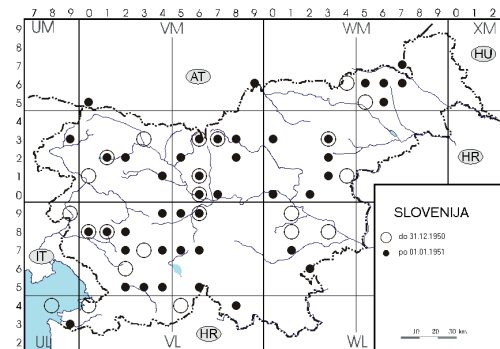 7 8 9 0 1 2 3 4 5 6 7 8 9 0 1 2 3 4 5 6 7 8 9 0 1 2
9 UM VM WM XM
8 HU
7 AT
6
5
4
3
2 HR
1
0
9 SLOVENIJA
8 do 31.12.1950
7 po 01.01.1951
6 IT
5
4
3 10 20 30 km
2 UL VL HR WL